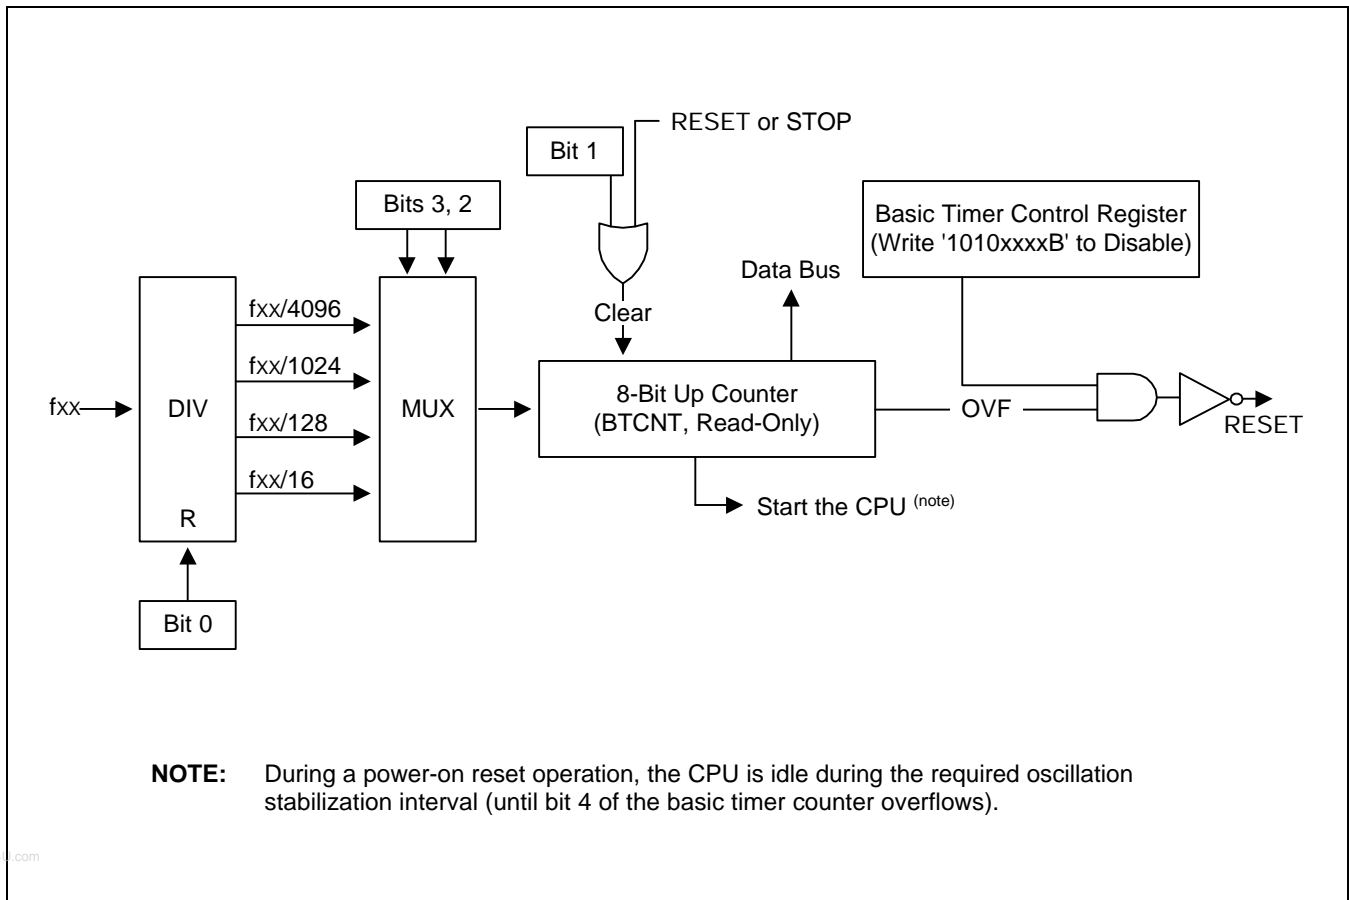 RESET or STOP
Bit 1
Bits 3, 2
Basic Timer Control Register
(Write '1010xxxxB' to Disable)
Data Bus
Clear
fxx/4096
fxx/1024
fxx/128
fxx/16
fxx
DIV
R
MUX
8-Bit Up Counter
(BTCNT, Read-Only)
OVF
RESET
Start the CPU (note)
Bit 0
NOTE: During a power-on reset operation, the CPU is idle during the required oscillation
stabilization interval (until bit 4 of the basic timer counter overflows).